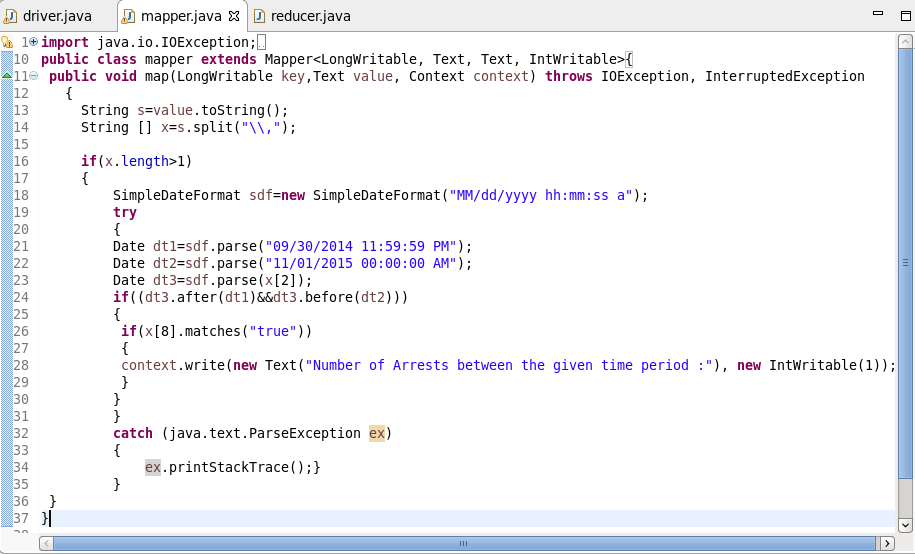 driver.java mapper.java reducer.java
1 import java.io.IOException;
10 public class mapper extends Mapper<LongWritable, Text, Text, IntWritable>{
11 public void map(LongWritable key,Text value, Context context) throws IOException, InterruptedException
12 {
13 String s=value.toString();
14 String [] x=s.split("\\,");
15
16 if(x.length>1)
17 {
18 SimpleDateFormat sdf=new SimpleDateFormat("MM/dd/yyyy hh:mm:ss a");
19 try
20 {
21 Date dt1=sdf.parse("09/30/2014 11:59:59 PM");
22 Date dt2=sdf.parse("11/01/2015 00:00:00 AM");
23 Date dt3=sdf.parse(x[2]);
24 if((dt3.after(dt1)&&dt3.before(dt2)))
25 {
26 if(x[8].matches("true"))
27 {
28 context.write(new Text("Number of Arrests between the given time period :"), new IntWritable(1));
29 }
30 }
31 }
32 catch (java.text.ParseException ex)
33 {
34 ex.printStackTrace();}
35 }
36 }
37 }